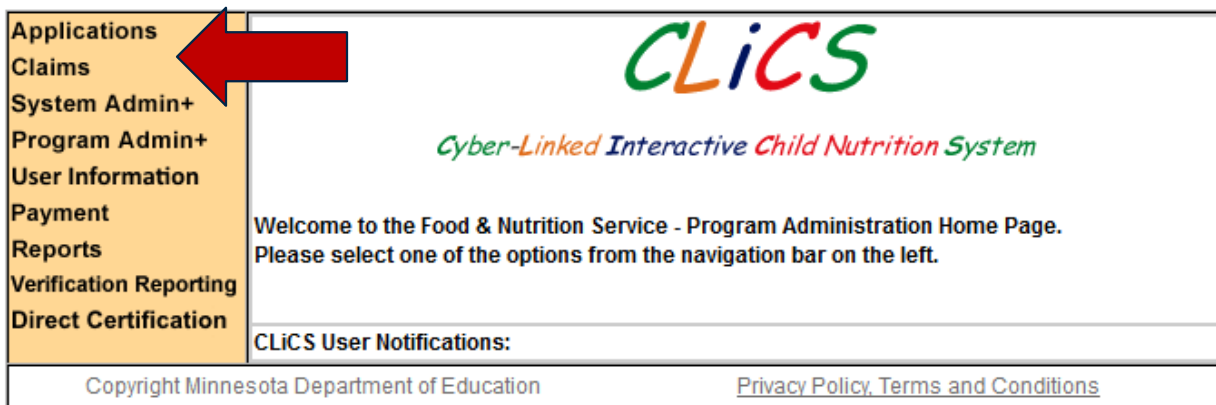 Applications
Claims
System Admin+
Program Admin+
User Information
Payment
Reports
Verification Reporting
Direct Certification
CLiCS
Cyber-Linked Interactive Child Nutrition System
Welcome to the Food & Nutrition Service - Program Administration Home Page.
Please select one of the options from the navigation bar on the left.
CLiCS User Notifications:
Copyright Minnesota Department of Education
Privacy Policy, Terms and Conditions